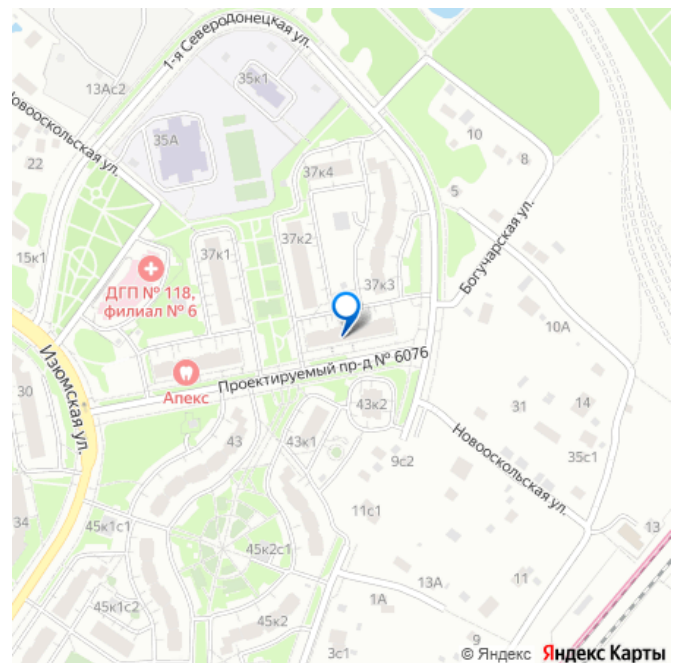 1-я Северодонецкая ул.
35к1
13Ас2
Новооскольская ул.
35А
10
22
8
37к4
5
Богучарская ул.
37к2
37к1
15к1
37к3
ДГП № 118,
филиал № 6
10А
Изюмская ул.
Проектируемый пр-д № 6076
Апекс
30
43к2
31
14
43
43к1
Новооскольская ул.
9с2
35с1
11с1
34
45к1с1
13
45к2с1
11
13А
45к1с2
1А
45к2
9
3с1
© Яндекс Яндекс Карты